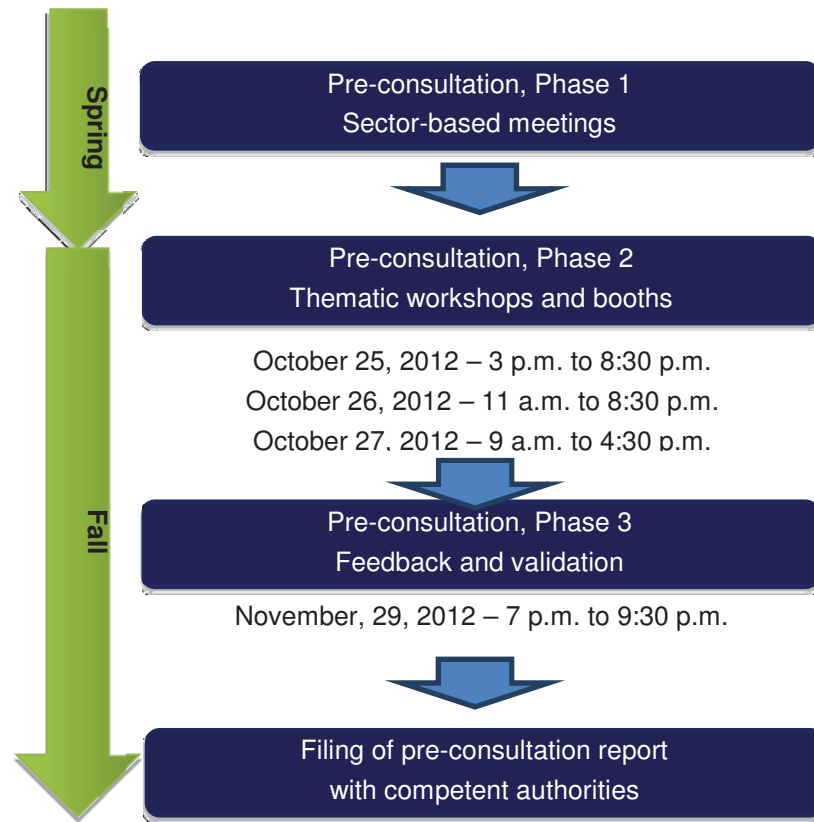 Spring
Pre-consultation, Phase 1
Sector-based meetings
Pre-consultation, Phase 2
Thematic workshops and booths
October 25, 2012 – 3 p.m. to 8:30 p.m.
October 26, 2012 – 11 a.m. to 8:30 p.m.
October 27, 2012 – 9 a.m. to 4:30 p.m.
Fall
Pre-consultation, Phase 3
Feedback and validation
November, 29, 2012 – 7 p.m. to 9:30 p.m.
Filing of pre-consultation report
with competent authorities